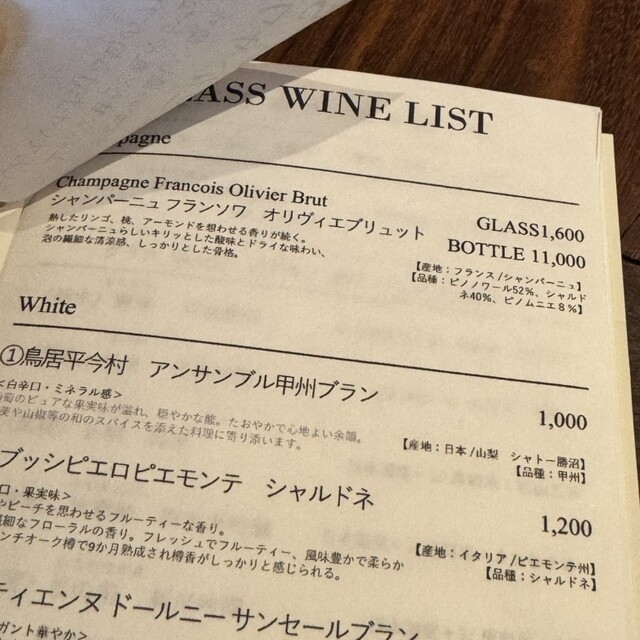 WINE LIST
Champagne Francois Olivier Brut
シャンパーニュ フランソワ　オリヴィエブリュット
GLASS1,600
熟したリンゴ、桃、アーモンドを想わせる香りが続く。
シャンパーニュらしいキリッとした酸味とドライな味わい、
泡の繊細な清涼感、しっかりとした骨格。
BOTTLE 11,000
【産地：フランス/シャンパーニュ】
【品種：ピノノワール52%、シャルド
ネ40%、ピノムニエ８%】
White
①鳥居平今村　アンサンブル甲州ブラン
1,000
＜白辛口・ミネラル感＞
のピュアな果実味が溢れ、穏やかな酸。たおやかで心地よい余韻。
や山椒等の和のスパイスを添えた料理に寄り添います。
【産地：日本/山梨　シャトー勝沼】
【品種：甲州】
ブッシピエロピエモンテ　シャルドネ
1,200
口・果実味＞
やピーチを思わせるフルーティーな香り。
細なフローラルの香り。フレッシュでフルーティー、風味豊かで柔らか
ンチオーク樽で9か月熟成され樽香がしっかりと感じられる。
【産地：イタリア/ピエモンテ州】
【品種：シャルドネ】
ティエンヌ ドールニー サンセールブラン
ガント華やか＞